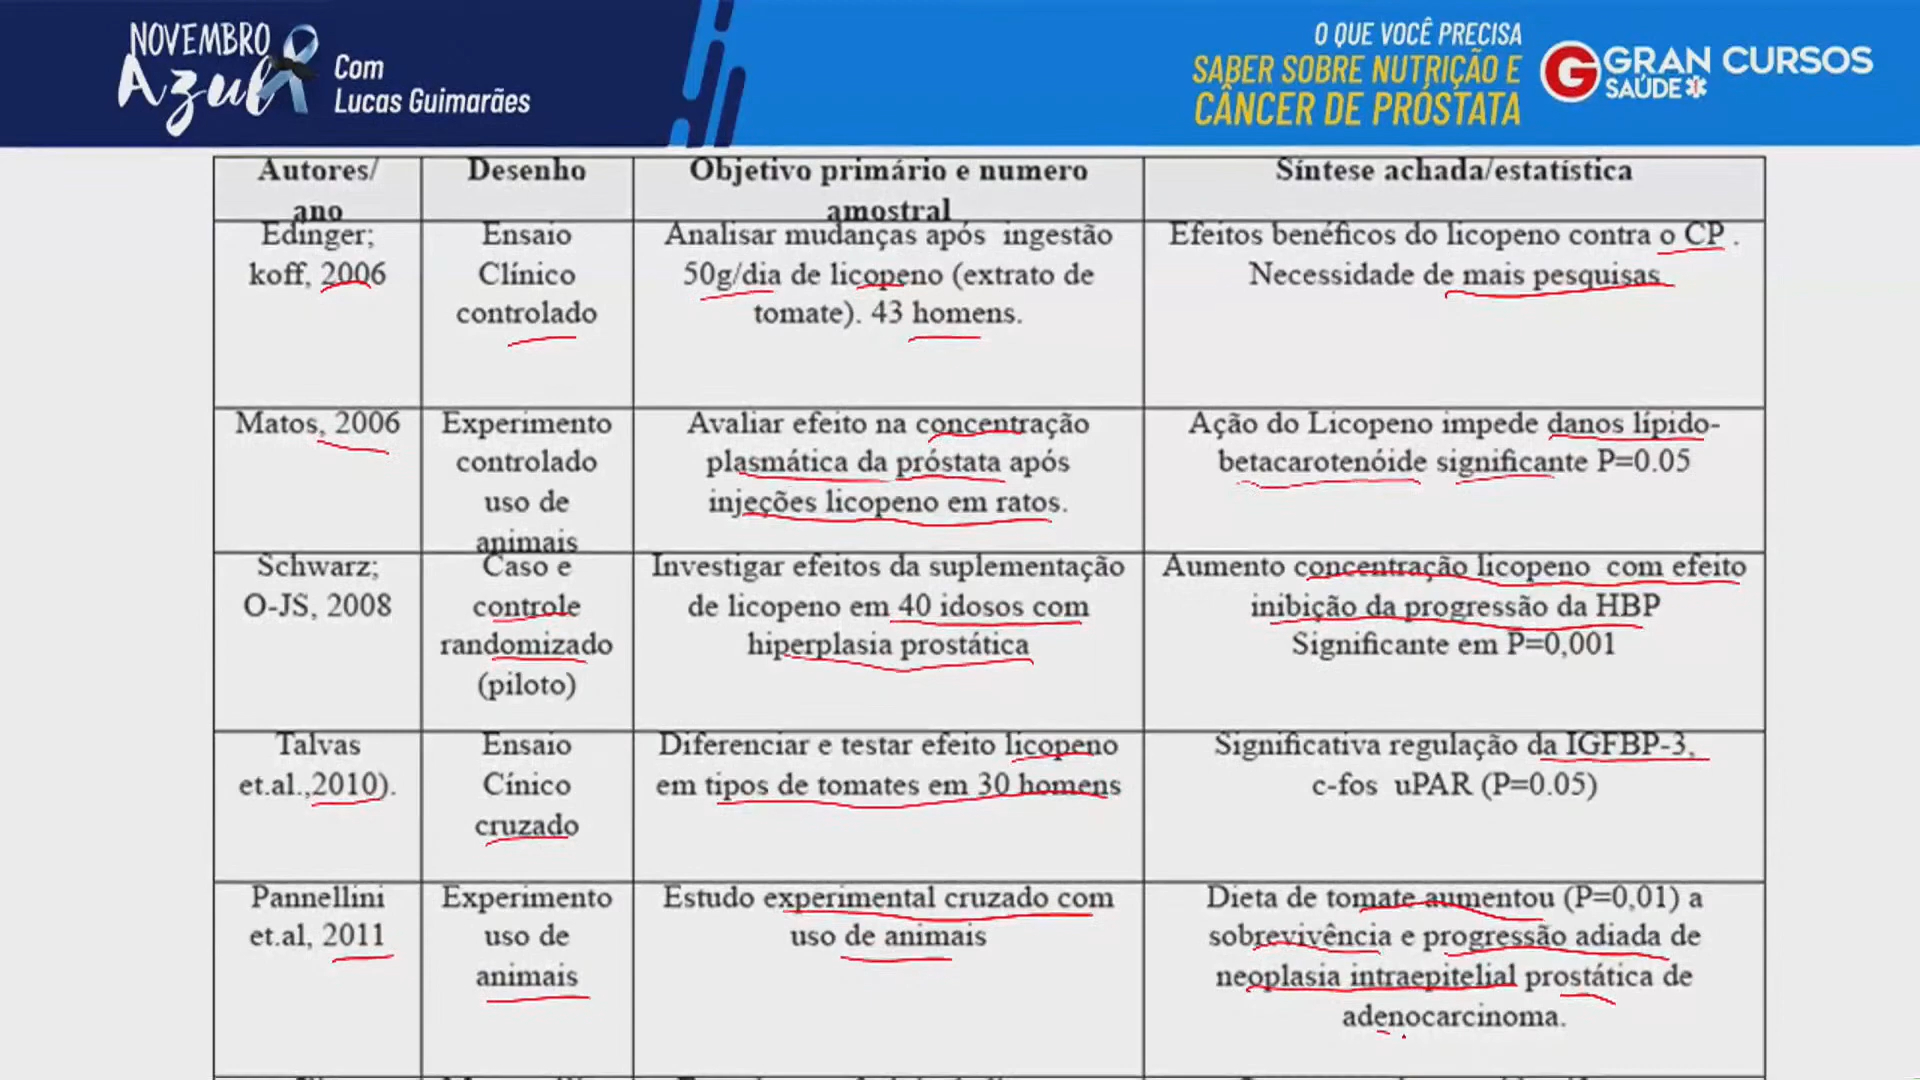 NOVEMBRO
Azul
Com
Lucas Guimarães
O QUE VOCÊ PRECISA
SABER SOBRE NUTRIÇÃO E
CÂNCER DE PRÓSTATA
G GRAN CURSOS
SAÚDE
Autores/
ano
Desenho
Objetivo primário e numero
amostral
Síntese achada/estatística
Edinger;
koff, 2006
Ensaio
Clínico
controlado
Analisar mudanças após ingestão
50g/dia de licopeno (extrato de
tomate). 43 homens.
Efeitos benéficos do licopeno contra o CP .
Necessidade de mais pesquisas
Matos, 2006
Experimento
controlado
uso de
animais
Avaliar efeito na concentração
plasmática da próstata após
injeções licopeno em ratos.
Ação do Licopeno impede danos lípido-
betacarotenóide significante P=0.05
Schwarz;
O-JS, 2008
Caso e
controle
randomizado
(piloto)
Investigar efeitos da suplementação
de licopeno em 40 idosos com
hiperplasia prostática
Aumento concentração licopeno com efeito
inibição da progressão da HBP
Significante em P=0,001
Talvas
et.al.,2010).
Ensaio
Cínico
cruzado
Diferenciar e testar efeito licopeno
em tipos de tomates em 30 homens
Significativa regulação da IGFBP-3,
c-fos uPAR (P=0.05)
Pannellini
et.al, 2011
Experimento
uso de
animais
Estudo experimental cruzado com
uso de animais
Dieta de tomate aumentou (P=0,01) a
sobrevivência e progressão adiada de
neoplasia intraepitelial prostática de
adenocarcinoma.